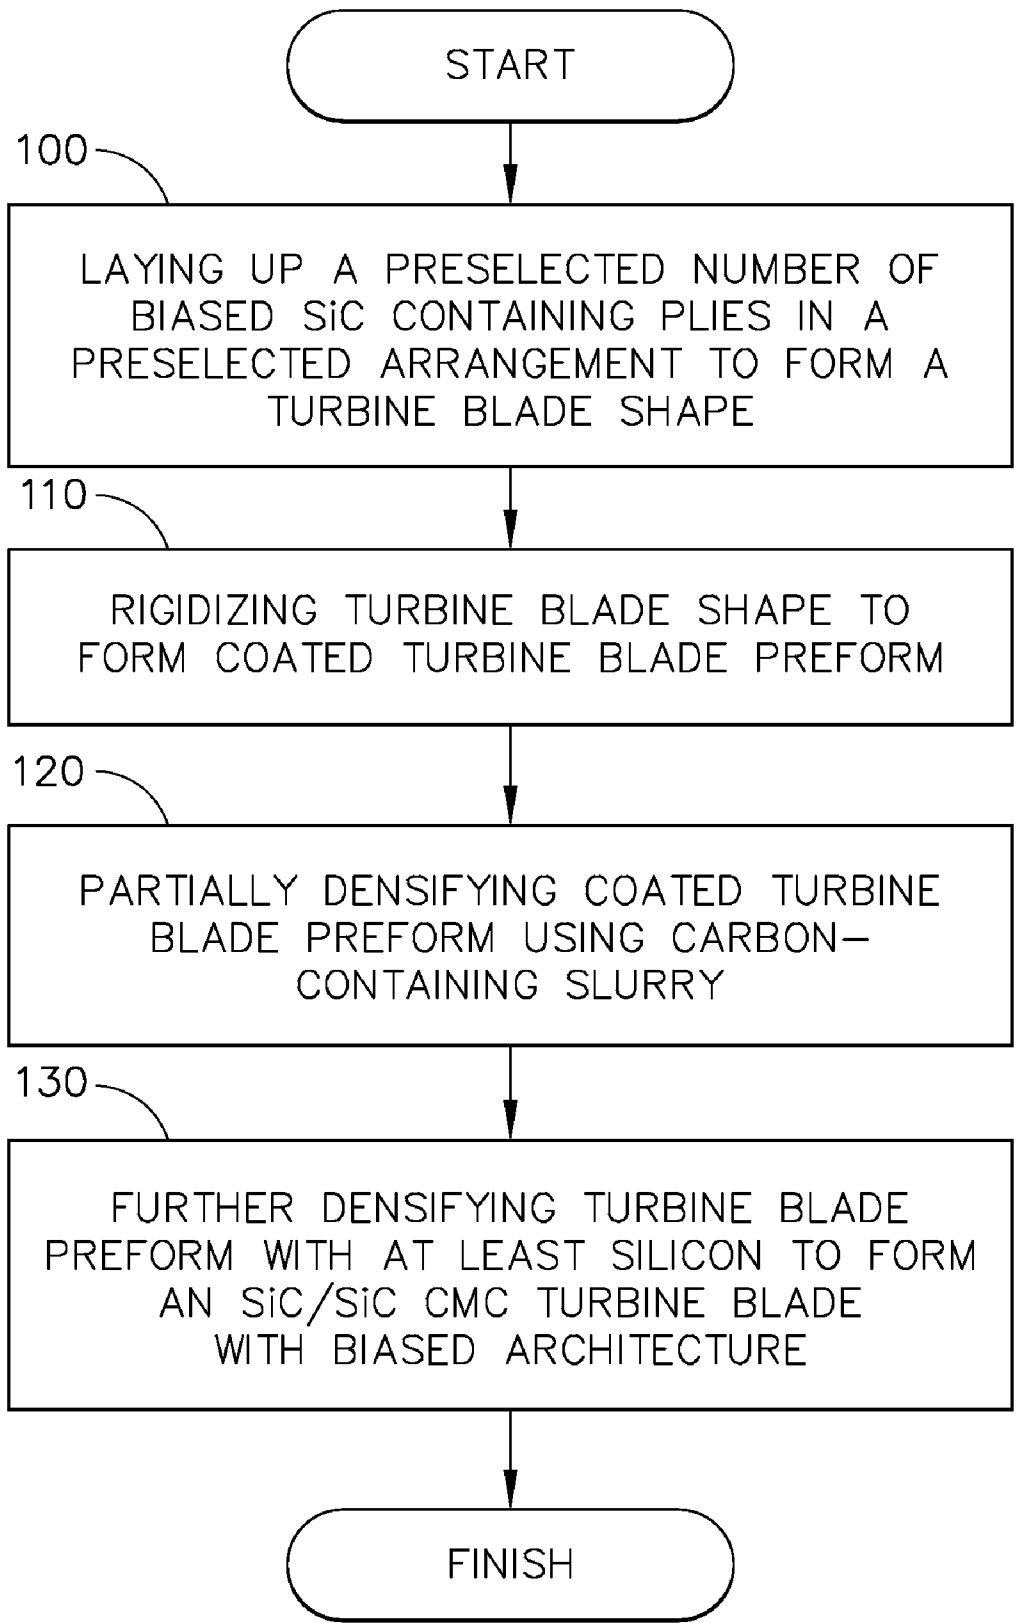 START
100
LAYING UP A PRESELECTED NUMBER OF
BIASED SiC CONTAINING PLIES IN A
PRESELECTED ARRANGEMENT TO FORM A
TURBINE BLADE SHAPE
110
RIGIDIZING TURBINE BLADE SHAPE TO
FORM COATED TURBINE BLADE PREFORM
120
PARTIALLY DENSIFYING COATED TURBINE
BLADE PREFORM USING CARBON-
CONTAINING SLURRY
130
FURTHER DENSIFYING TURBINE BLADE
PREFORM WITH AT LEAST SILICON TO FORM
AN SiC/SiC CMC TURBINE BLADE
WITH BIASED ARCHITECTURE
FINISH